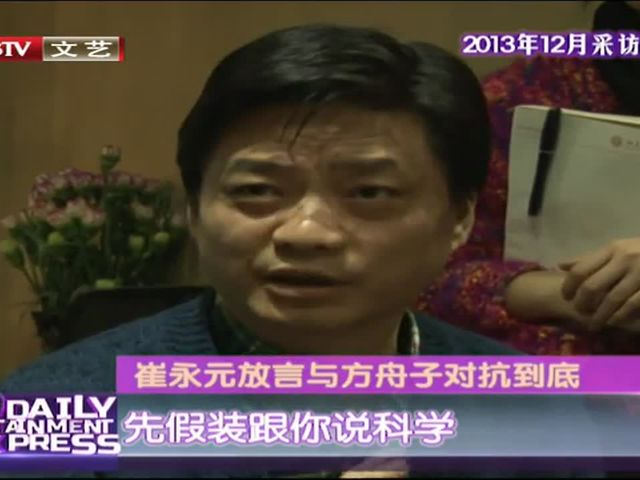 BTV 文艺
2013年12月采访
崔永元放言与方舟子对抗到底
DAILY
TAINMENT
PRESS
先假装跟你说科学